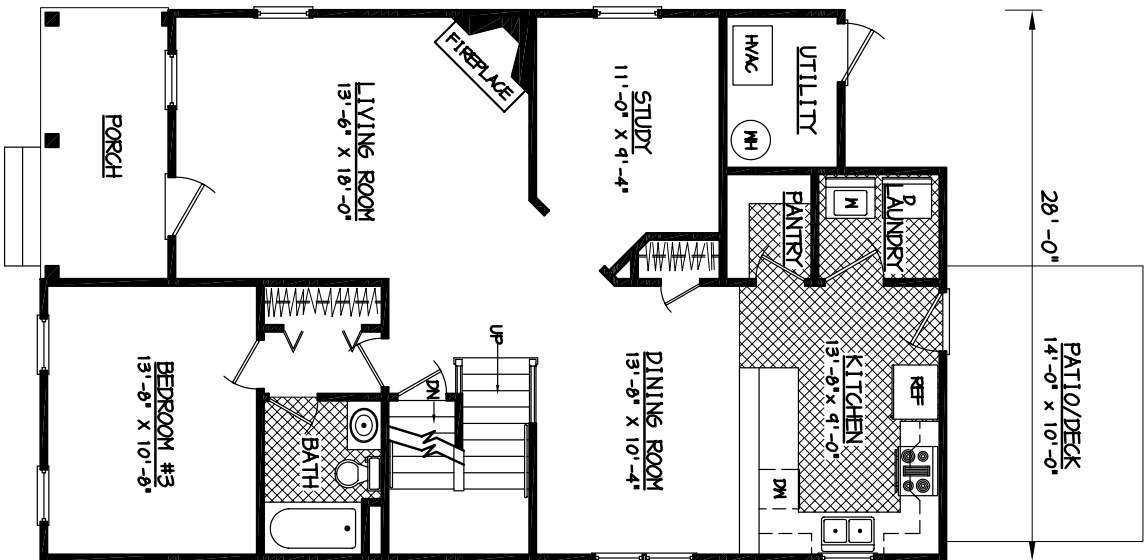 UTILITY
HVAC
WH
STUDY
11'-0" X 9'-4"
FIREPLACE
LIVING ROOM
13'-6" X 18'-0"
PORCH
28'-0"
D
LAUNDRY
W
PANTRY
PATIO/DECK
14'-0" X 10'-0"
REF
KITCHEN
13'-8" X 9'-0"
DW
DINING ROOM
13'-8" X 10'-4"
UP
DN
BATH
BEDROOM #3
13'-8" X 10'-8"